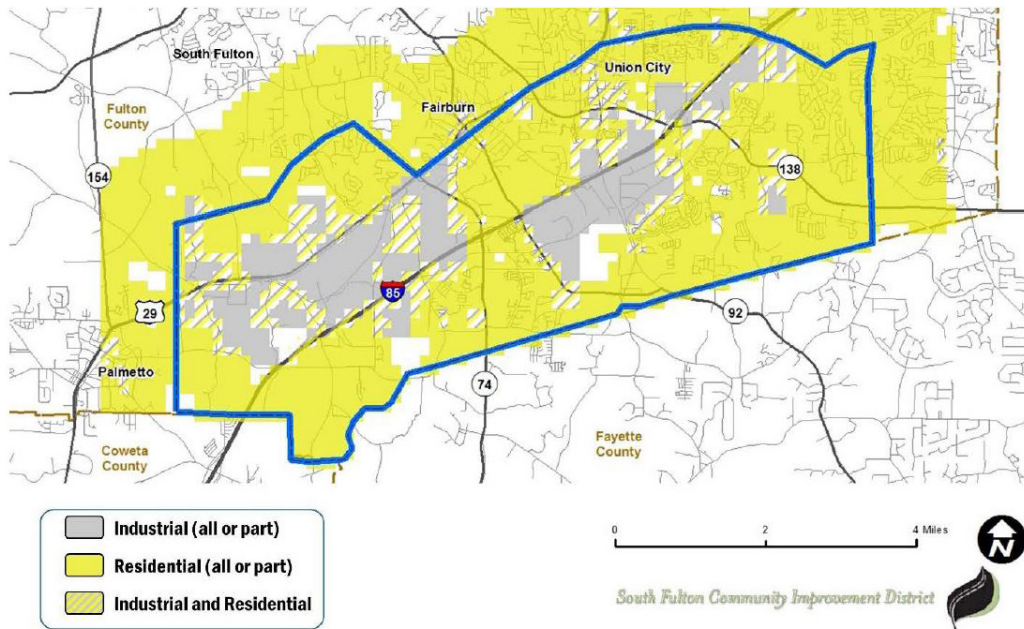 South Fulton
Union City
Fulton
County
Fairburn
154
138
85
29
92
Palmetto
74
Coweta
County
Fayette
County
Industrial (all or part)
Residential (all or part)
Industrial and Residential
0 2 4 Miles
N
South Fulton Community Improvement District